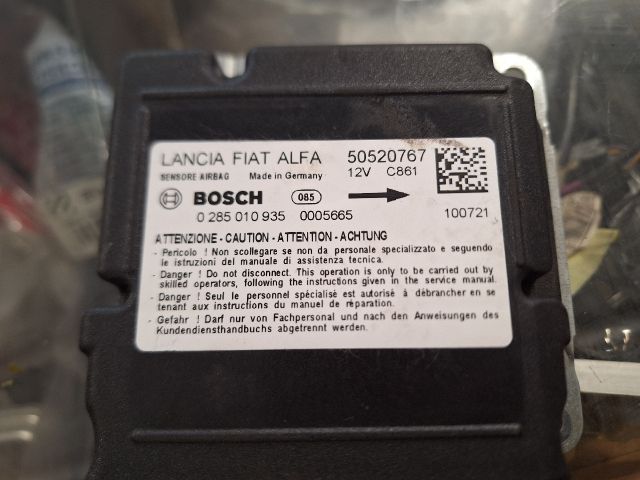 LANCIA FIAT ALFA 50520767
SENSORE AIRBAG Made in Germany 12V C861
BOSCH 085
0 285 010 935 0005665 100721
ATTENZIONE - CAUTION - ATTENTION - ACHTUNG
- Pericolo ! Non scollegare se non da personale specializzato e seguendo
le istruzioni del manuale di assistenza tecnica.
- Danger ! Do not disconnect. This operation is only to be carried out by
skilled operators, following the instructions given in the service manual.
- Danger ! Seul le personnel spécialisé est autorisé à débrancher en se
tenant aux instructions du manuel de réparation.
- Gefahr ! Darf nur von Fachpersonal und nach den Anweisungen des
Kundendiensthandbuchs abgetrennt werden.